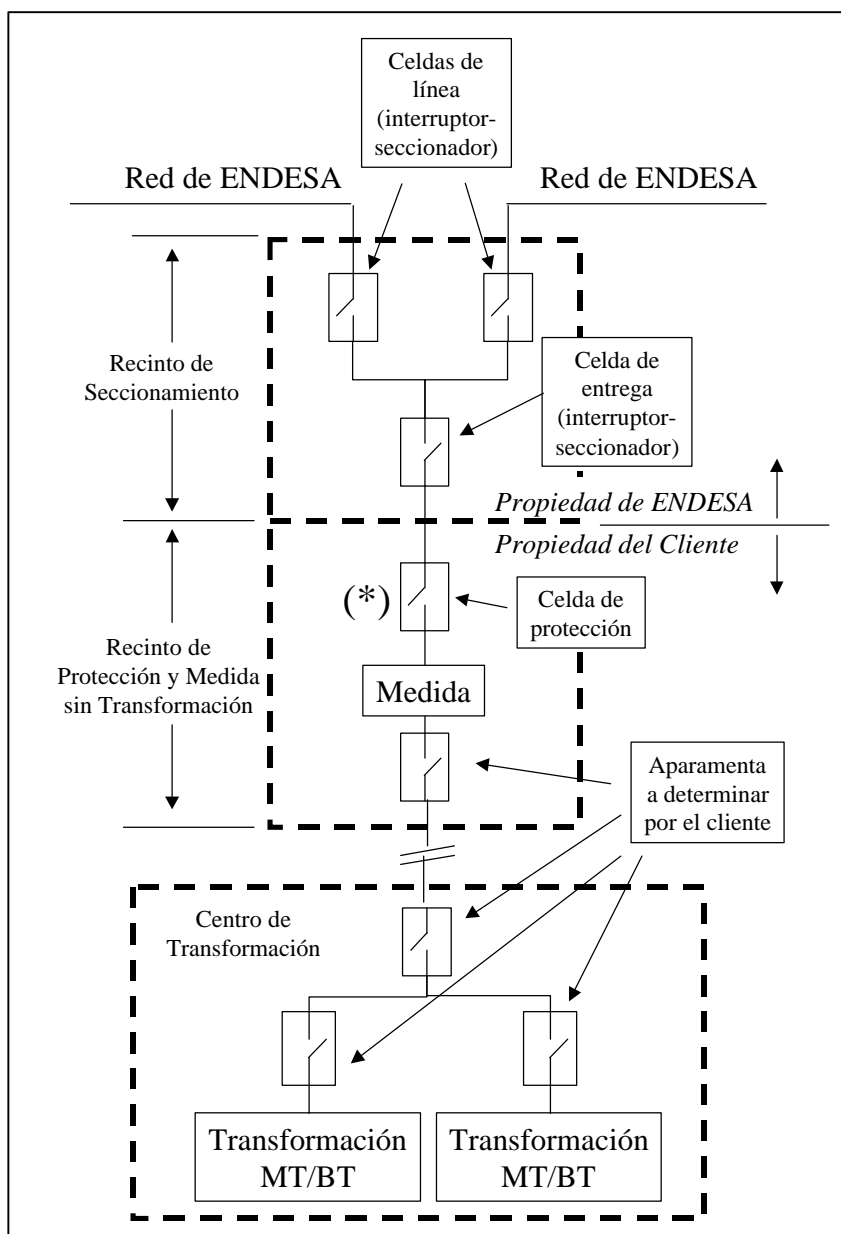 Celdas de
línea
(interruptor-
seccionador)
Red de ENDESA
Red de ENDESA
Recinto de
Seccionamiento
Celda de
entrega
(interruptor-
seccionador)
Propiedad de ENDESA
Propiedad del Cliente
(*)
Celda de
protección
Recinto de
Protección y Medida
sin Transformación
Medida
Aparamenta
a determinar
por el cliente
Centro de
Transformación
Transformación
MT/BT
Transformación
MT/BT